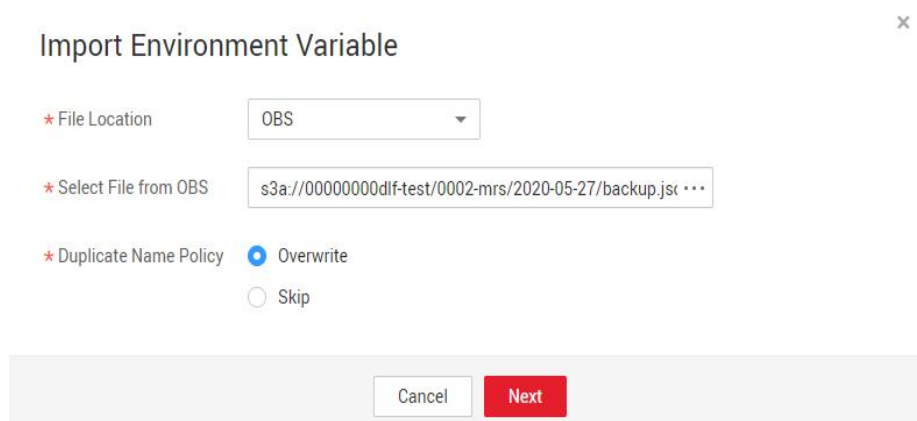 Import Environment Variable
* File Location OBS
* Select File from OBS s3a://00000000dlf-test/0002-mrs/2020-05-27/backup.jsc ...
* Duplicate Name Policy Overwrite
Skip
Cancel Next